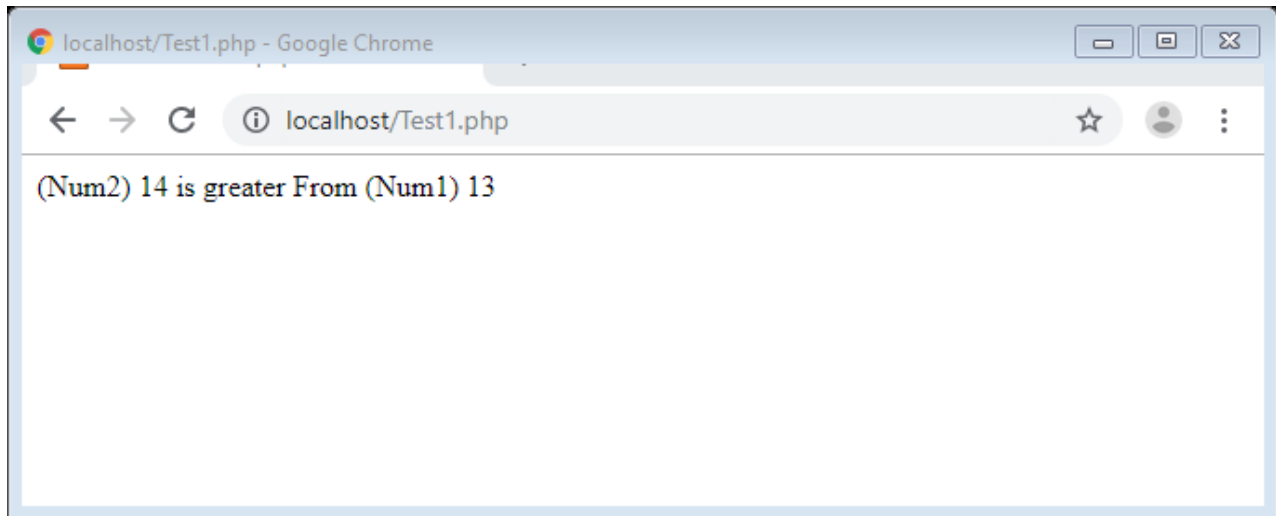 localhost/Test1.php - Google Chrome
localhost/Test1.php
(Num2) 14 is greater From (Num1) 13